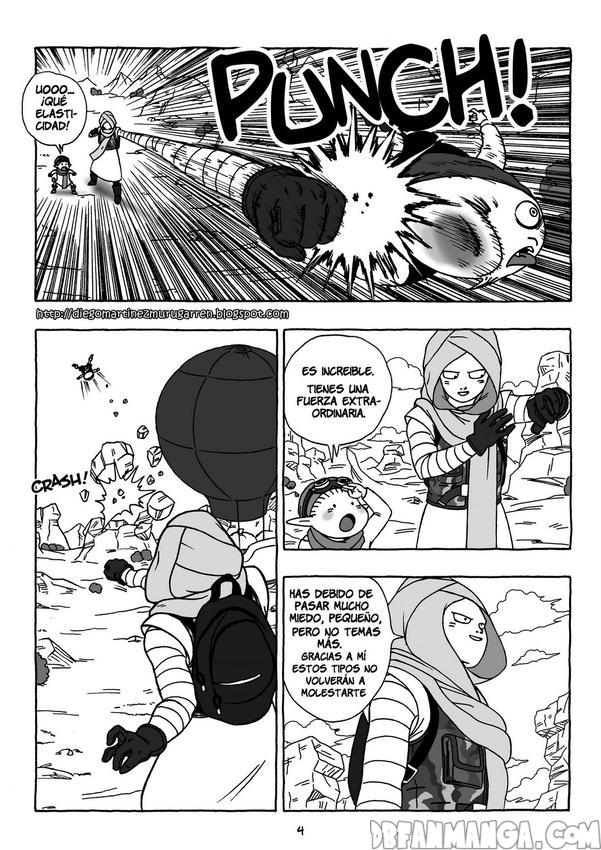 PUNCH!
UOOO...
¡QUÉ
ELASTI-
CIDAD!
http://diegomartinezmurugarren.blogspot.com
CRASH!
ES INCREIBLE.
TIENES UNA
FUERZA EXTRA-
ORDINARIA.
HAS DEBIDO DE
PASAR MUCHO
MIEDO, PEQUEÑO,
PERO NO TEMAS
MÁS.
GRACIAS A MÍ
ESTOS TIPOS NO
VOLVERÁN A
MOLESTARTE
4
DBFANMANGA.COM